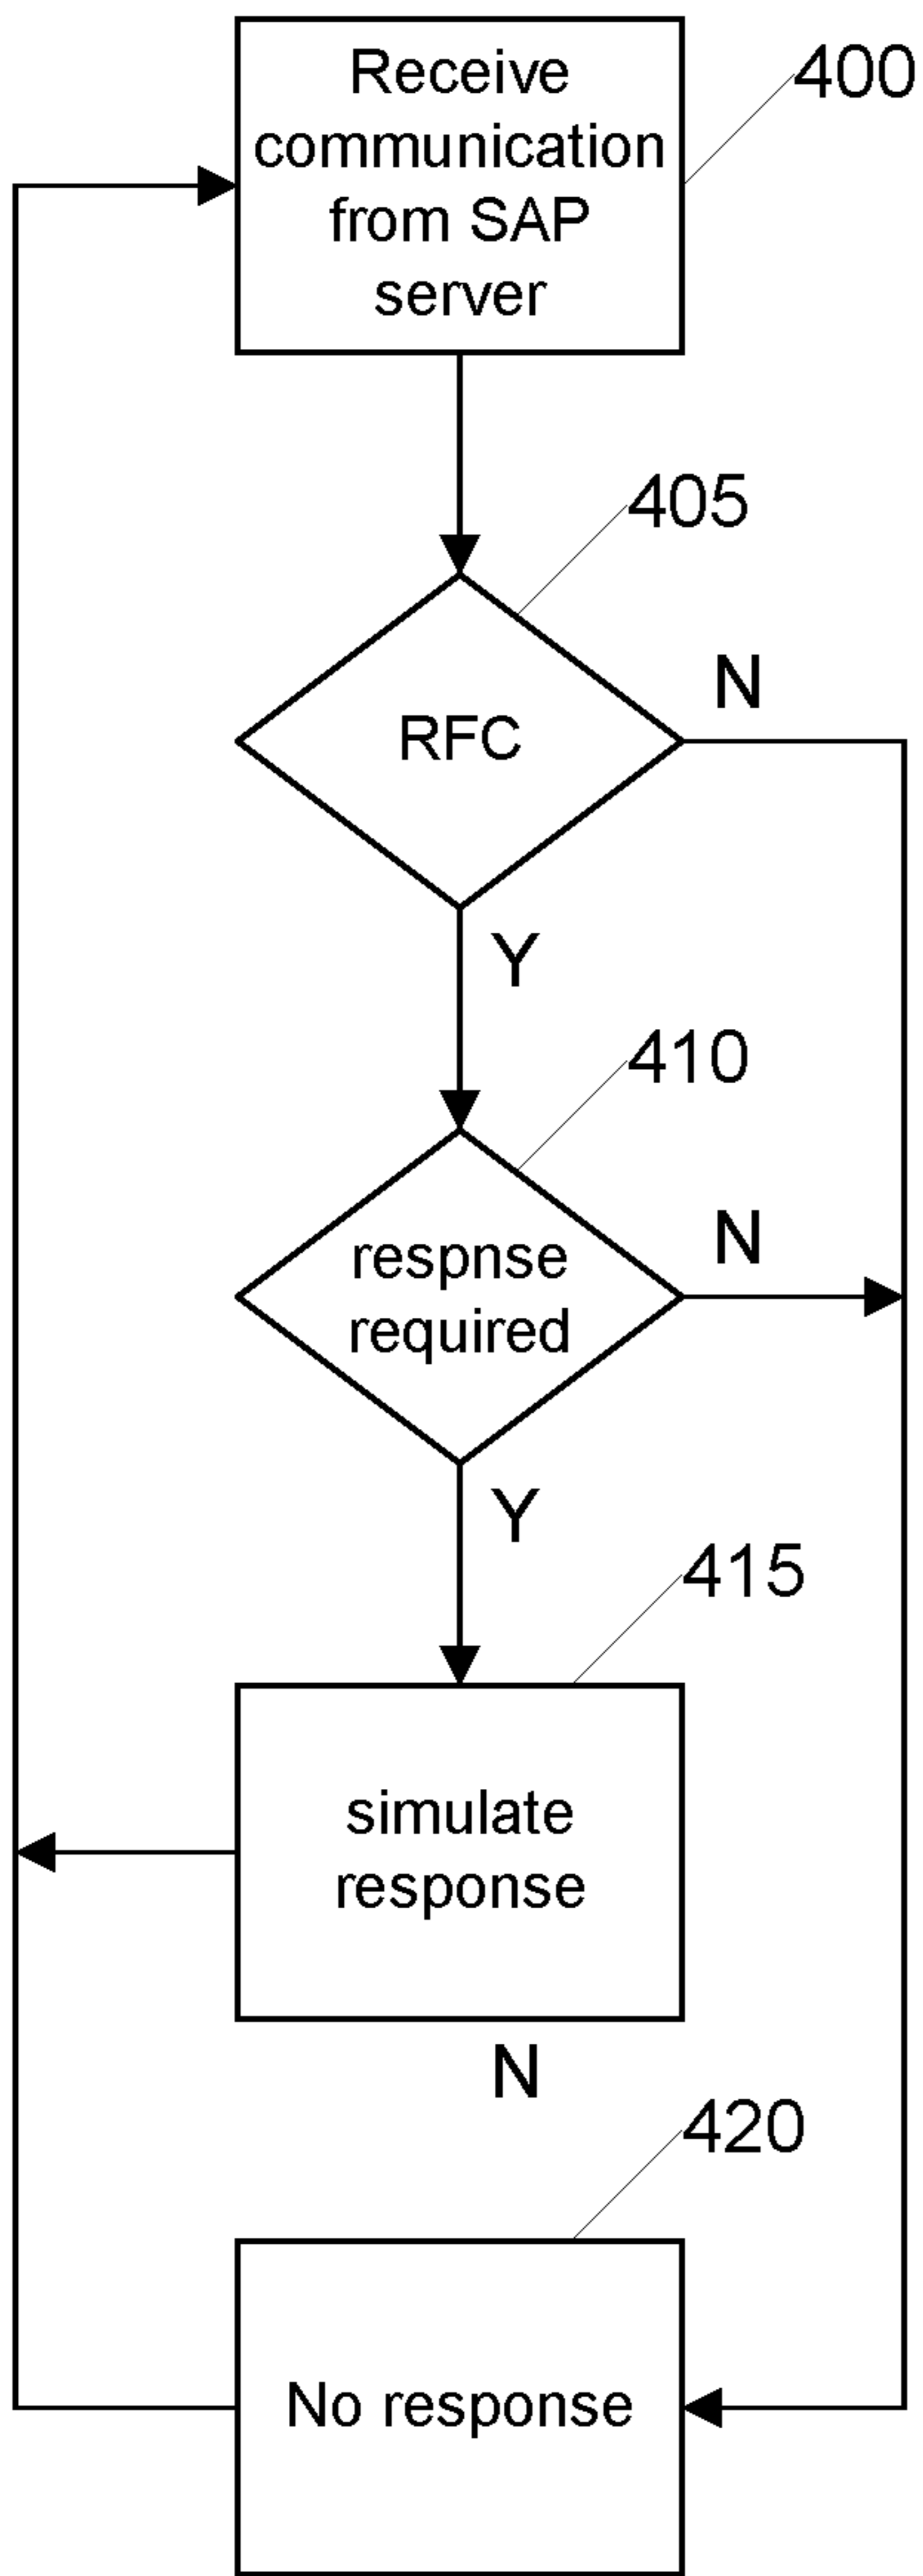 Receive
communication
from SAP
server
400
405
RFC
N
Y
410
respnse
required
N
Y
415
simulate
response
N
420
No response